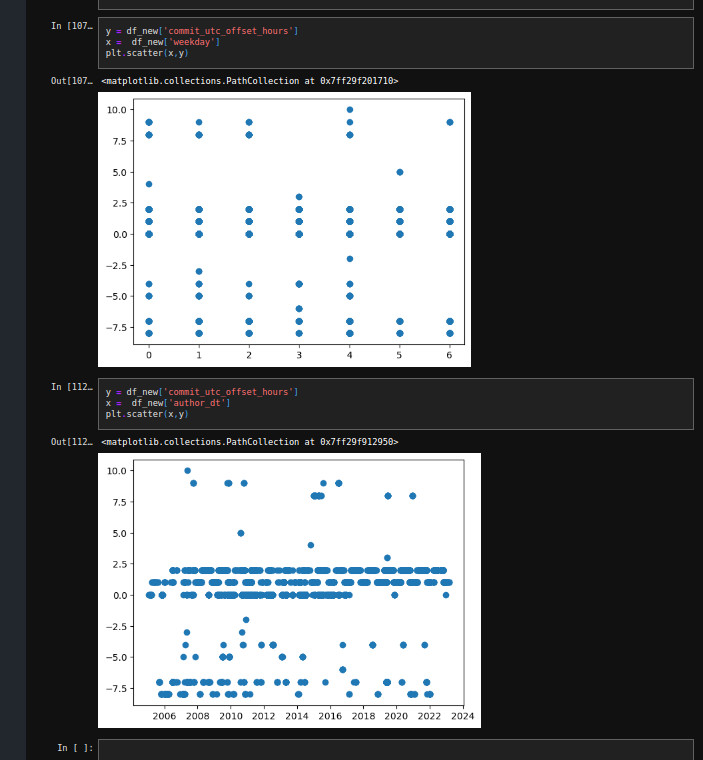 In [107…
y = df_new['commit_utc_offset_hours']
x =  df_new['weekday']
plt.scatter(x,y)
Out[107… <matplotlib.collections.PathCollection at 0x7ff29f201710>
10.0
7.5
5.0
2.5
0.0
−2.5
−5.0
−7.5
0 1 2 3 4 5 6
In [112…
y = df_new['commit_utc_offset_hours']
x =  df_new['author_dt']
plt.scatter(x,y)
Out[112… <matplotlib.collections.PathCollection at 0x7ff29f912950>
10.0
7.5
5.0
2.5
0.0
−2.5
−5.0
−7.5
2006 2008 2010 2012 2014 2016 2018 2020 2022 2024
In [ ]: